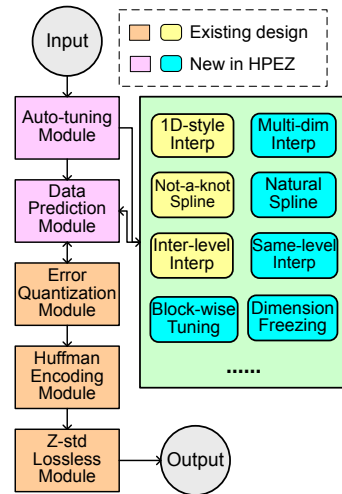 Input
Existing design
New in HPEZ
Auto-tuning
Module
Data
Prediction
Module
Error
Quantization
Module
Huffman
Encoding
Module
Z-std
Lossless
Module
1D-style
Interp
Multi-dim
Interp
Not-a-knot
Spline
Natural
Spline
Inter-level
Interp
Same-level
Interp
Block-wise
Tuning
Dimension
Freezing
......
Output